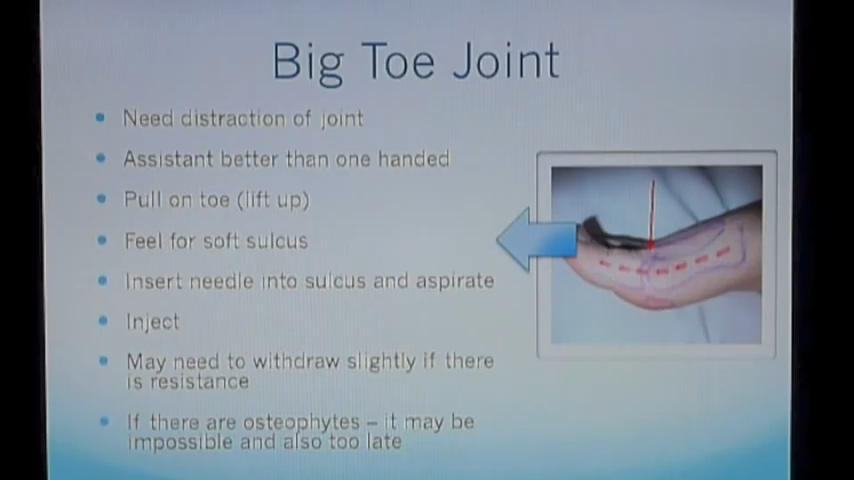 Big Toe Joint
Need distraction of joint
Assistant better than one handed
Pull on toe (lift up)
Feel for soft sulcus
Insert needle into sulcus and aspirate
Inject
May need to withdraw slightly if there
is resistance
If there are osteophytes – it may be
impossible and also too late